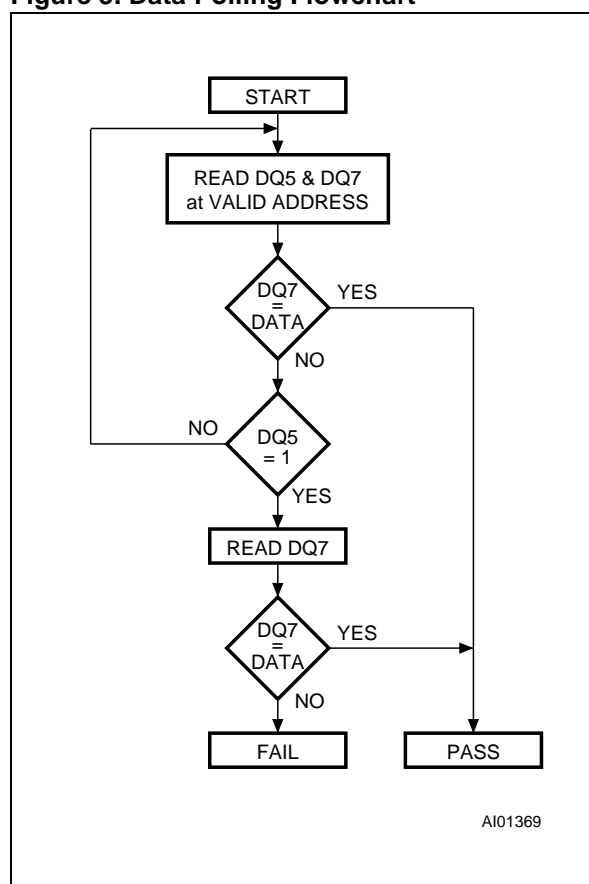 Figure 5. Data Polling Flowchart
START
READ DQ5 & DQ7
at VALID ADDRESS
DQ7
=
DATA
YES
NO
DQ5
= 1
NO
YES
READ DQ7
DQ7
=
DATA
YES
NO
FAIL
PASS
AI01369